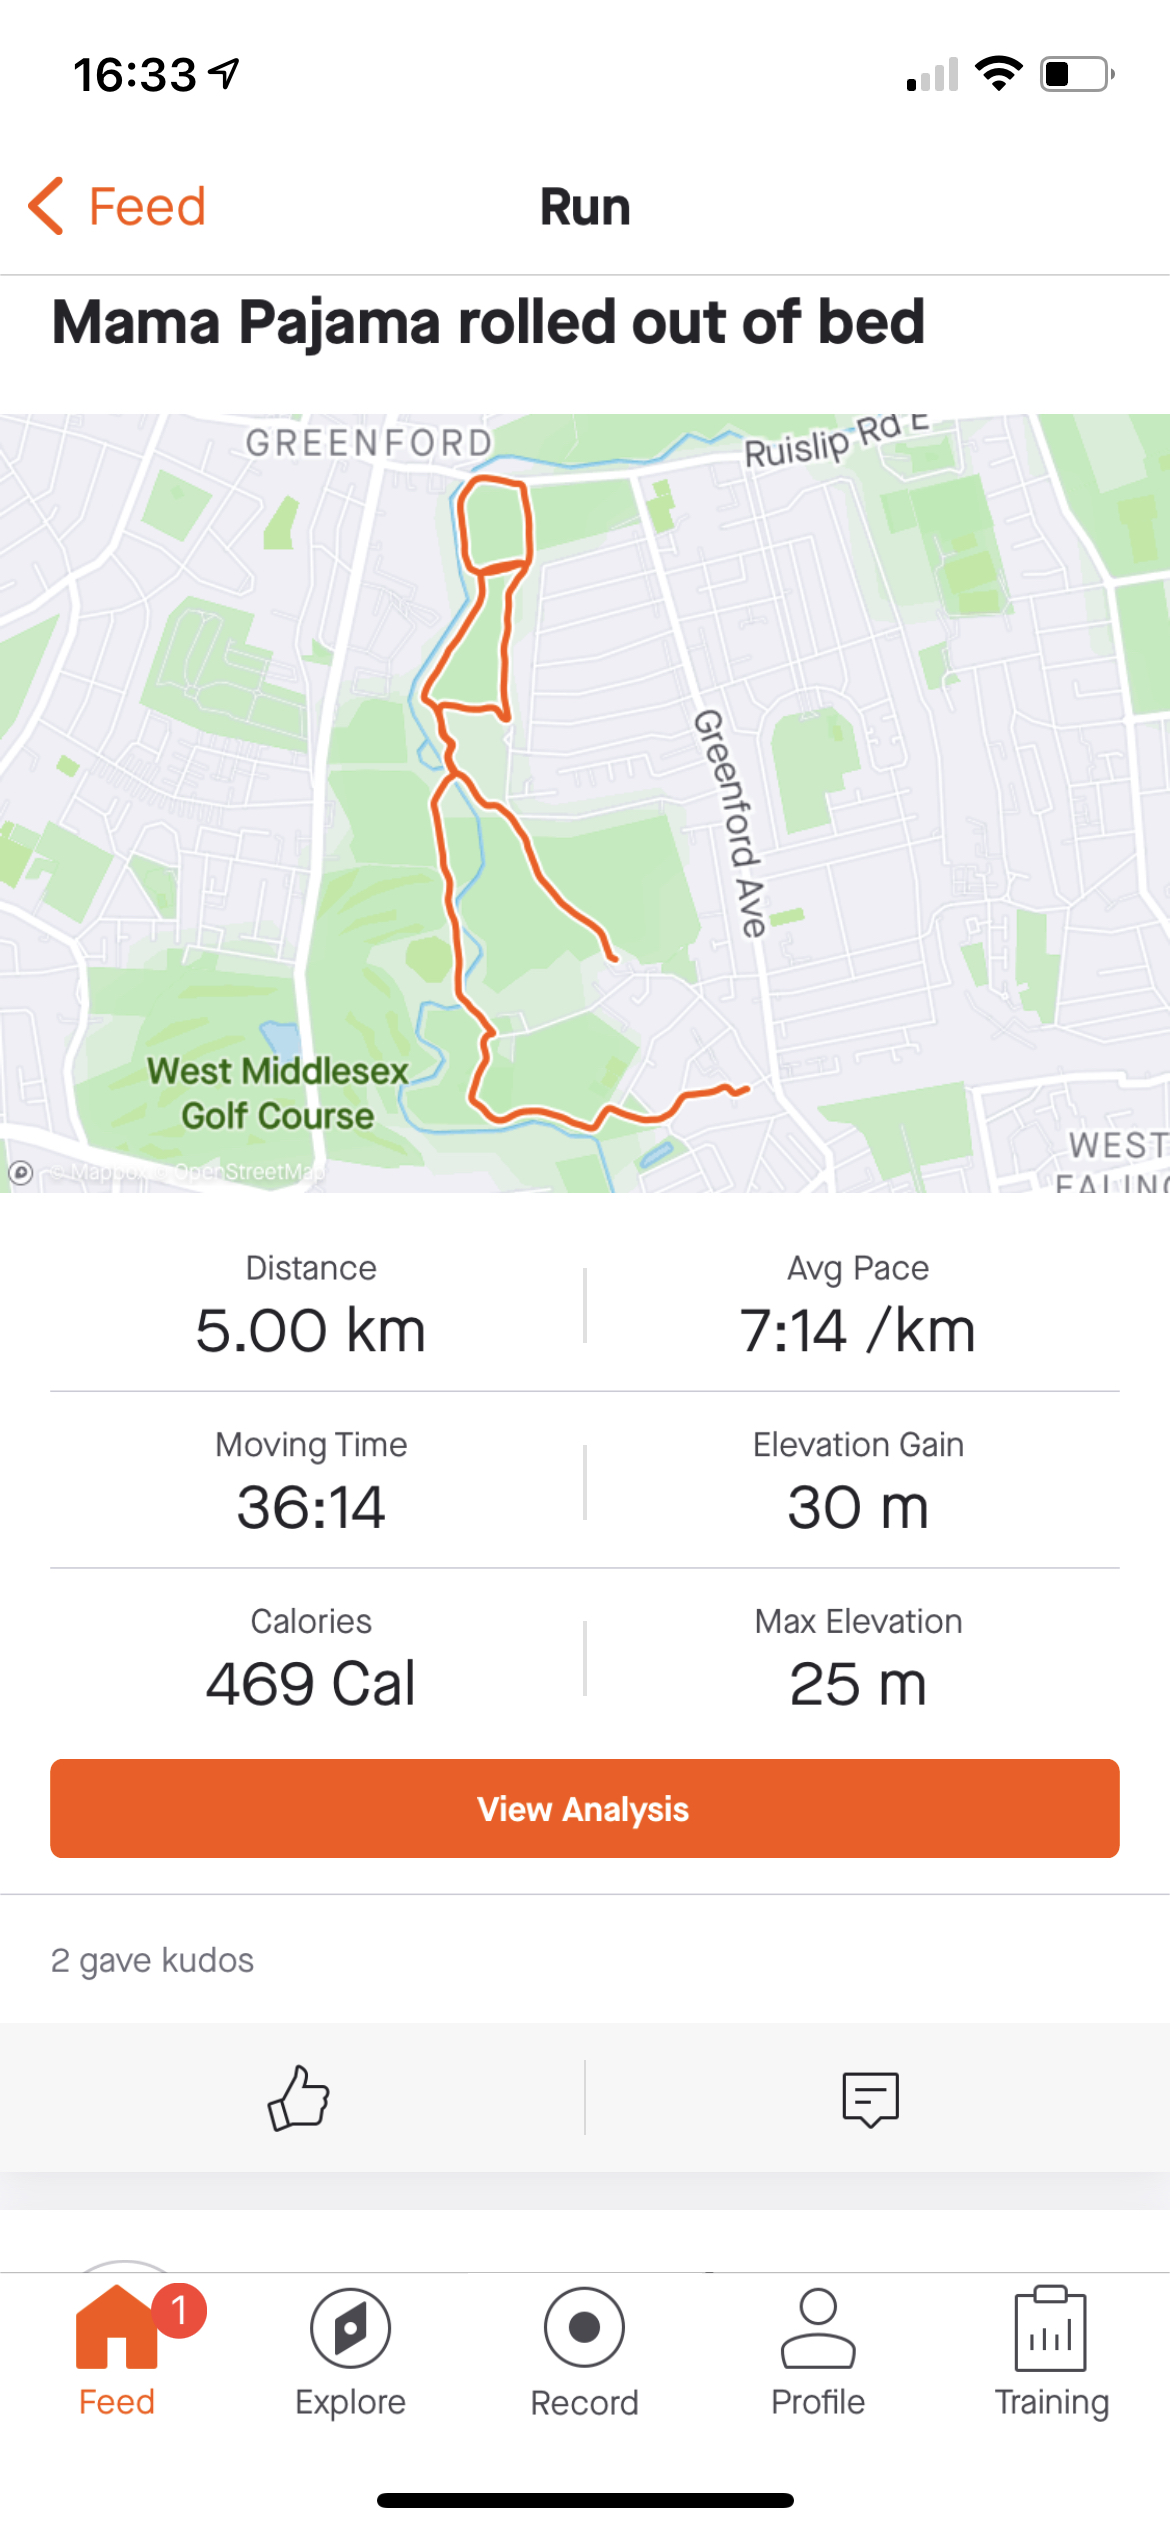 16:33
Feed
Run
Mama Pajama rolled out of bed
GREENFORD
Ruislip Rd E
Greenford Ave
West Middlesex
Golf Course
WEST
EALING
© Mapbox © OpenStreetMap
Distance
5.00 km
Avg Pace
7:14 /km
Moving Time
36:14
Elevation Gain
30 m
Calories
469 Cal
Max Elevation
25 m
View Analysis
2 gave kudos
1
Feed
Explore
Record
Profile
Training